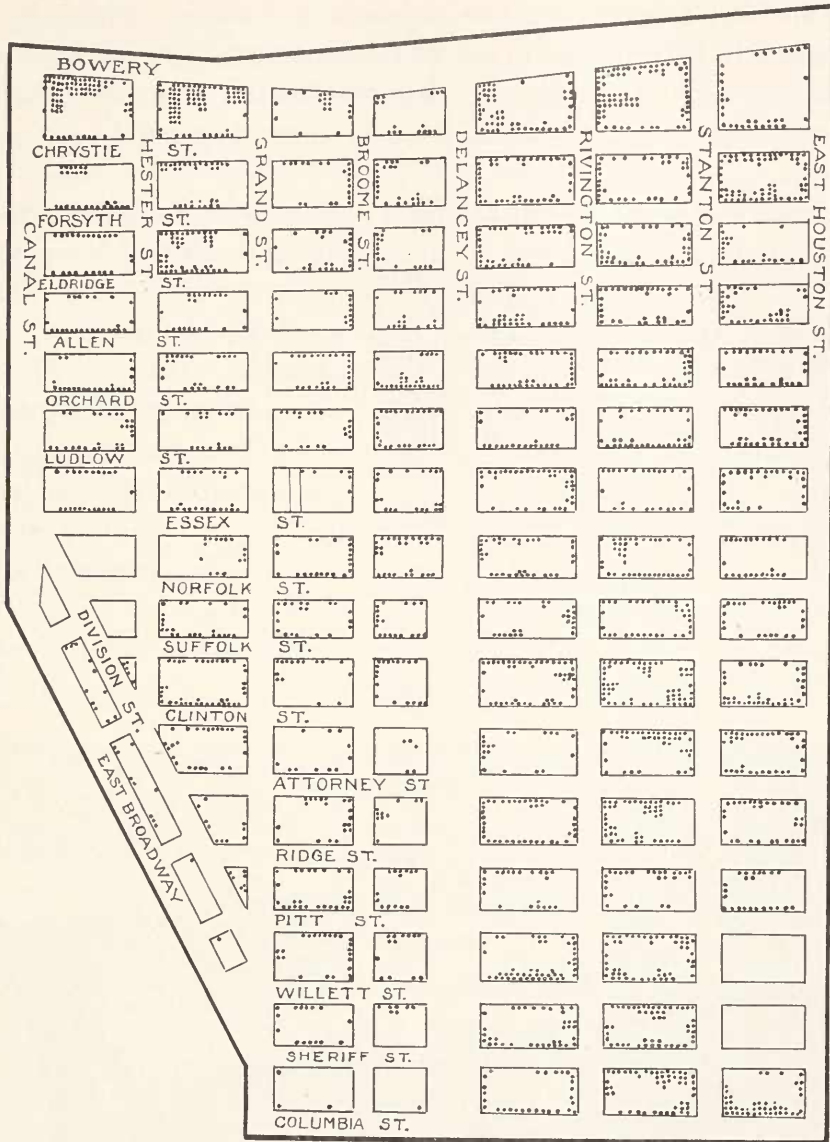 BOWERY
CHRYSTIE ST.
FORSYTH ST.
ELDRIDGE ST.
ALLEN ST.
ORCHARD ST.
LUDLOW ST.
ESSEX ST.
NORFOLK ST.
SUFFOLK ST.
CLINTON ST.
ATTORNEY ST
RIDGE ST.
PITT ST.
WILLETT ST.
SHERIFF ST.
COLUMBIA ST.
CANAL ST.
HESTER ST
GRAND ST.
BROOME ST.
DELANCEY ST.
RIVINGTON ST.
STANTON ST.
EAST HOUSTON ST.
DIVISION ST.
EAST BROADWAY